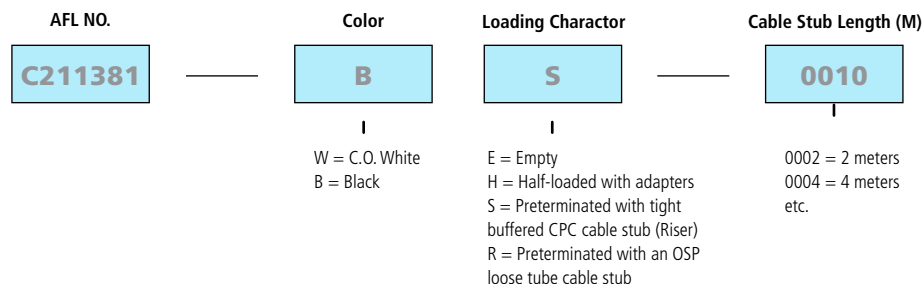 AFL NO.
Color
Loading Charactor
Cable Stub Length (M)
C211381
B
S
0010
W = C.O. White
B = Black
E = Empty
H = Half-loaded with adapters
S = Preterminated with tight
buffered CPC cable stub (Riser)
R = Preterminated with an OSP
loose tube cable stub
0002 = 2 meters
0004 = 4 meters
etc.